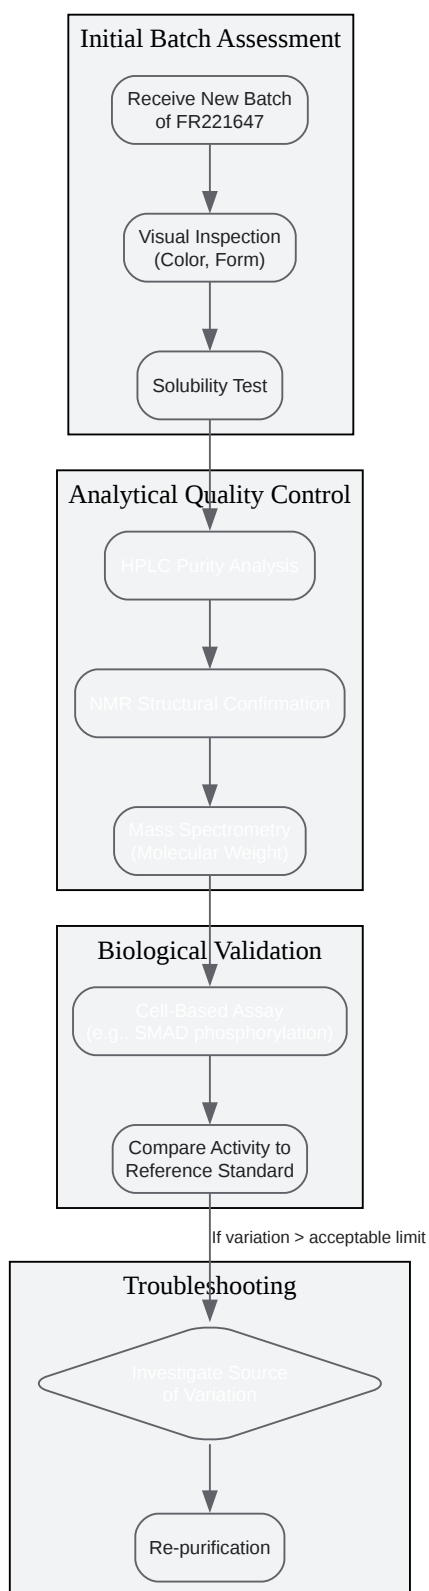 Initial Batch Assessment
Receive New Batch
of FR221647
Visual Inspection
(Color, Form)
Solubility Test
Analytical Quality Control
HPLC Purity Analysis
NMR Structural Confirmation
Mass Spectrometry
(Molecular Weight)
Biological Validation
Cell-Based Assay
(e.g., SMAD phosphorylation)
Compare Activity to
Reference Standard
If variation > acceptable limit
Troubleshooting
Investigate Source
of Variation
Re-purification